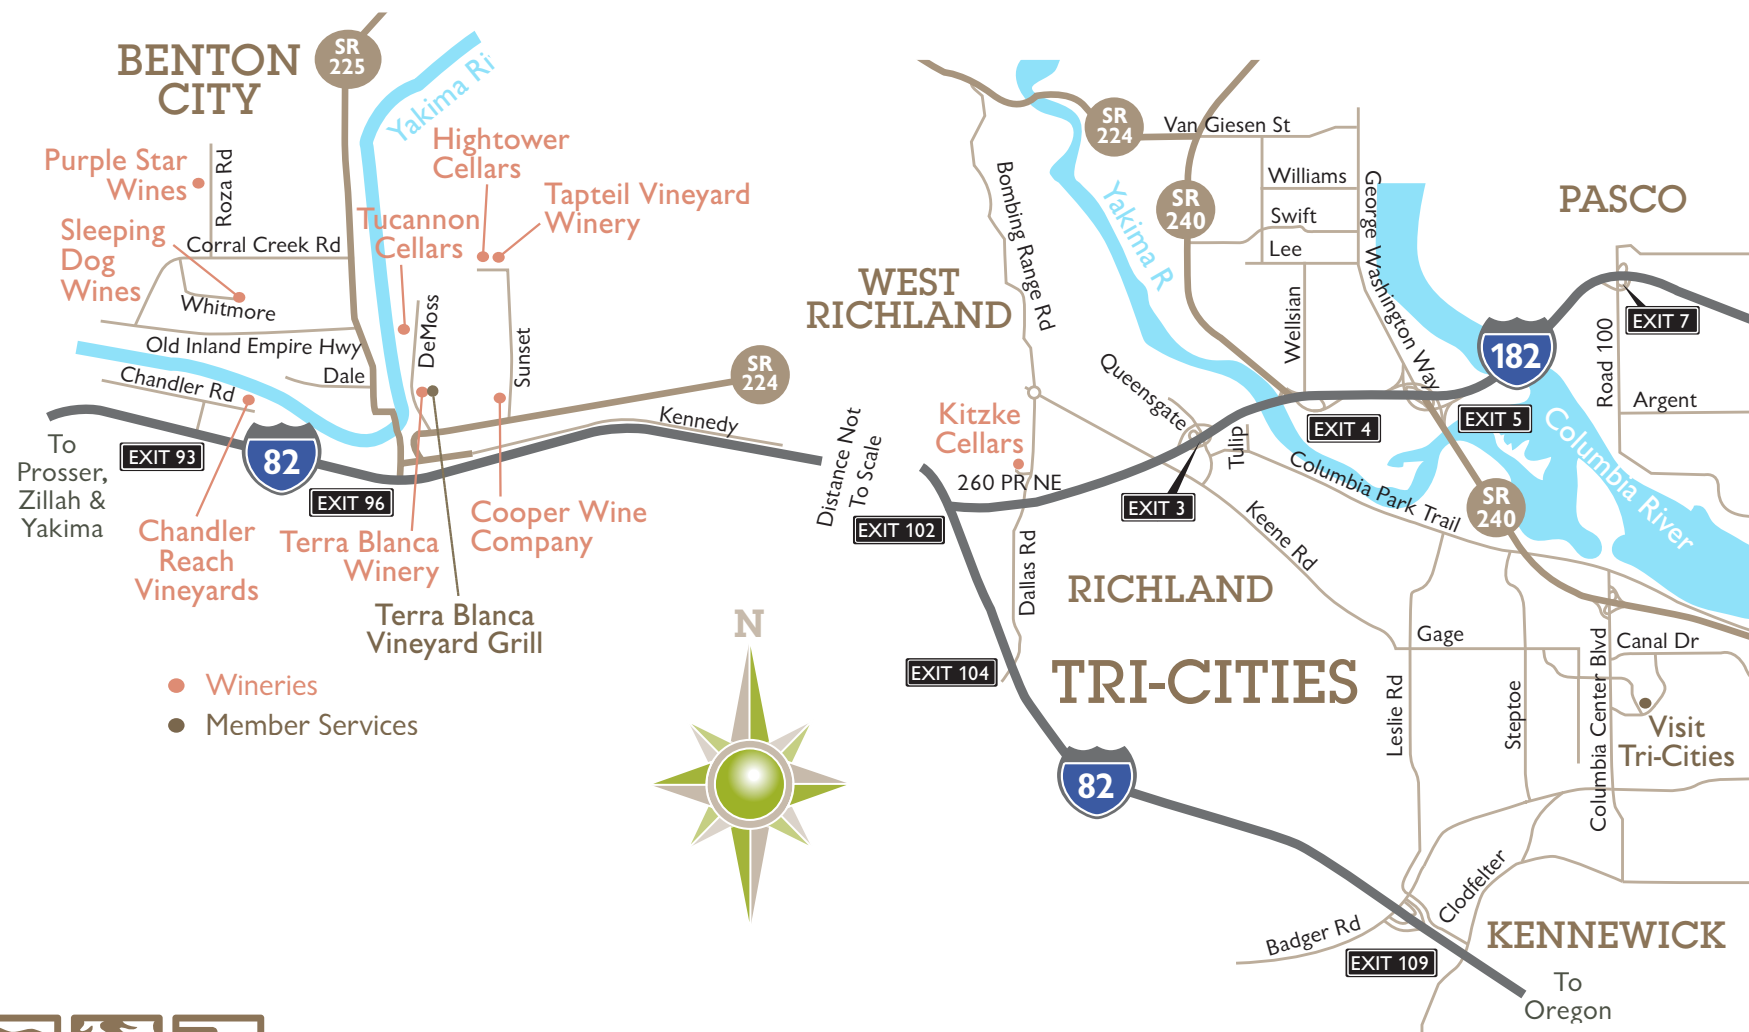 BENTON
CITY
SR
225
Yakima Ri
Hightower
Cellars
Purple Star
Wines
Roza Rd
Tapteil Vineyard
Winery
Tucannon
Cellars
Sleeping
Dog
Wines
Corral Creek Rd
Whitmore
Old Inland Empire Hwy
DeMoss
Sunset
Dale
Chandler Rd
SR
224
Kennedy
To
Prosser,
Zillah &
Yakima
EXIT 93
82
EXIT 96
Chandler
Reach
Vineyards
Terra Blanca
Winery
Cooper Wine
Company
Terra Blanca
Vineyard Grill
Wineries
Member Services
N
Distance Not
To Scale
SR
224
Van Giesen St
Williams
Swift
Lee
SR
240
George Washington Way
PASCO
Bombing Range Rd
Yakima R
WEST
RICHLAND
Wellsian
182
EXIT 7
Road 100
Argent
Queensgate
Kitzke
Cellars
Tulip
EXIT 4
EXIT 5
Columbia River
260 PR NE
EXIT 3
Columbia Park Trail
SR
240
EXIT 102
Keene Rd
Dallas Rd
RICHLAND
Gage
Canal Dr
EXIT 104
TRI-CITIES
Leslie Rd
Steptoe
Columbia Center Blvd
Visit
Tri-Cities
82
Clodfelter
Badger Rd
KENNEWICK
EXIT 109
To
Oregon